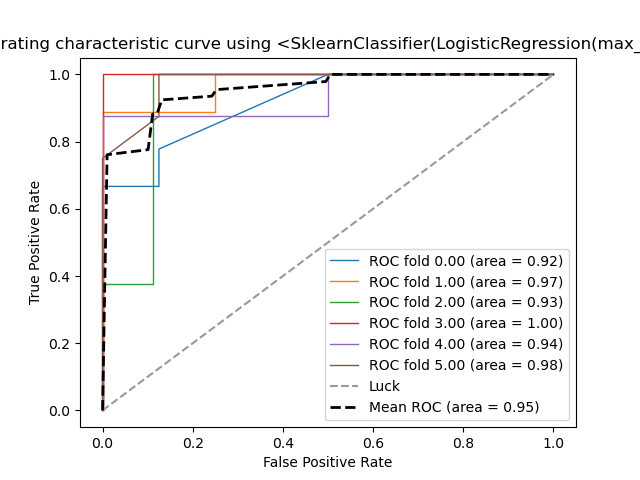 rating characteristic curve using <SklearnClassifier(LogisticRegression(max_
1.0
0.8
0.6
0.4
0.2
0.0
True Positive Rate
ROC fold 0.00 (area = 0.92)
ROC fold 1.00 (area = 0.97)
ROC fold 2.00 (area = 0.93)
ROC fold 3.00 (area = 1.00)
ROC fold 4.00 (area = 0.94)
ROC fold 5.00 (area = 0.98)
Luck
Mean ROC (area = 0.95)
0.0 0.2 0.4 0.6 0.8 1.0
False Positive Rate